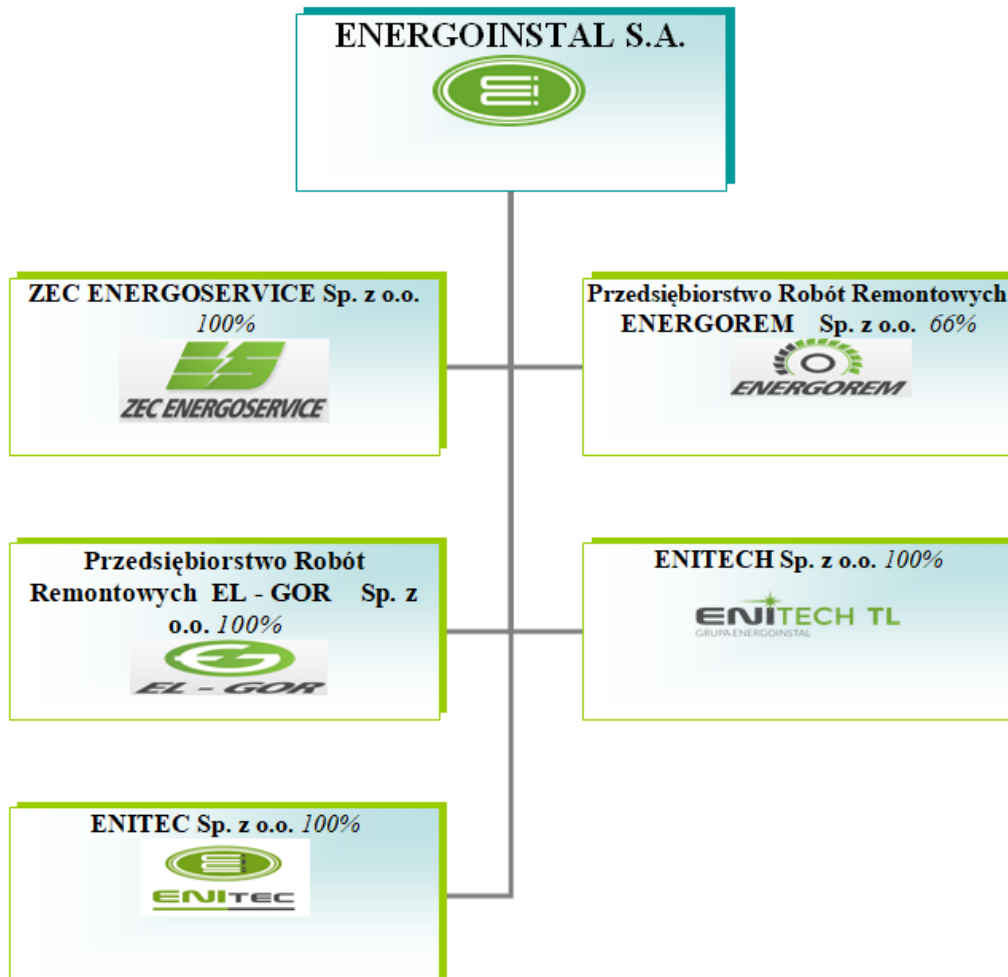 ENERGOINSTAL S.A.
ZEC ENERGOSERVICE Sp. z o.o.
100%
ZEC ENERGOSERVICE
Przedsiębiorstwo Robót Remontowych
ENERGOREM Sp. z o.o. 66%
ENERGOREM
Przedsiębiorstwo Robót
Remontowych EL - GOR Sp. z
o.o. 100%
EL - GOR
ENITECH Sp. z o.o. 100%
ENITECH TL
GRUPA ENERGOINSTAL
ENITEC Sp. z o.o. 100%
ENITEC